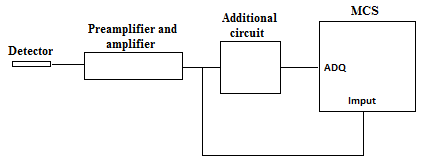 Detector
Preamplifier and
amplifier
Additional
circuit
MCS
ADQ
Imput